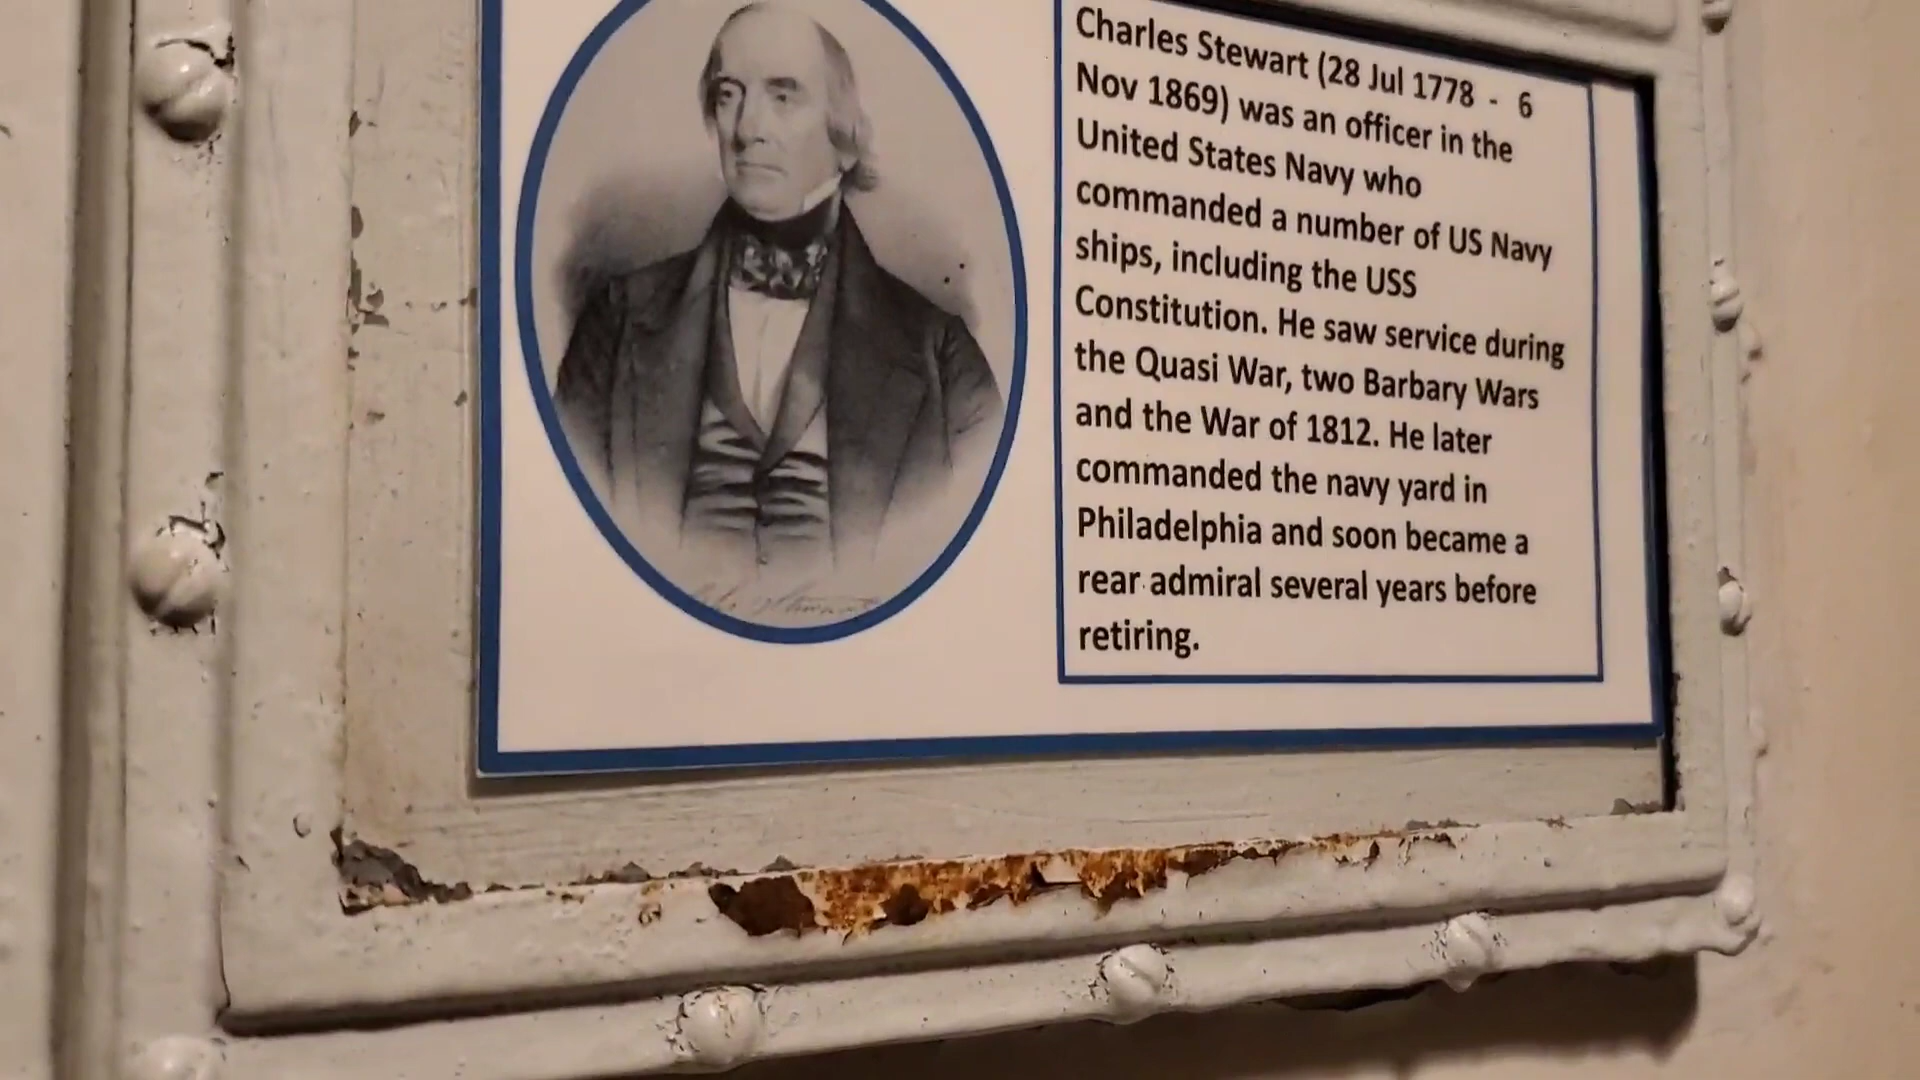 Charles Stewart (28 Jul 1778 - 6
Nov 1869) was an officer in the
United States Navy who
commanded a number of US Navy
ships, including the USS
Constitution. He saw service during
the Quasi War, two Barbary Wars
and the War of 1812. He later
commanded the navy yard in
Philadelphia and soon became a
rear admiral several years before
retiring.